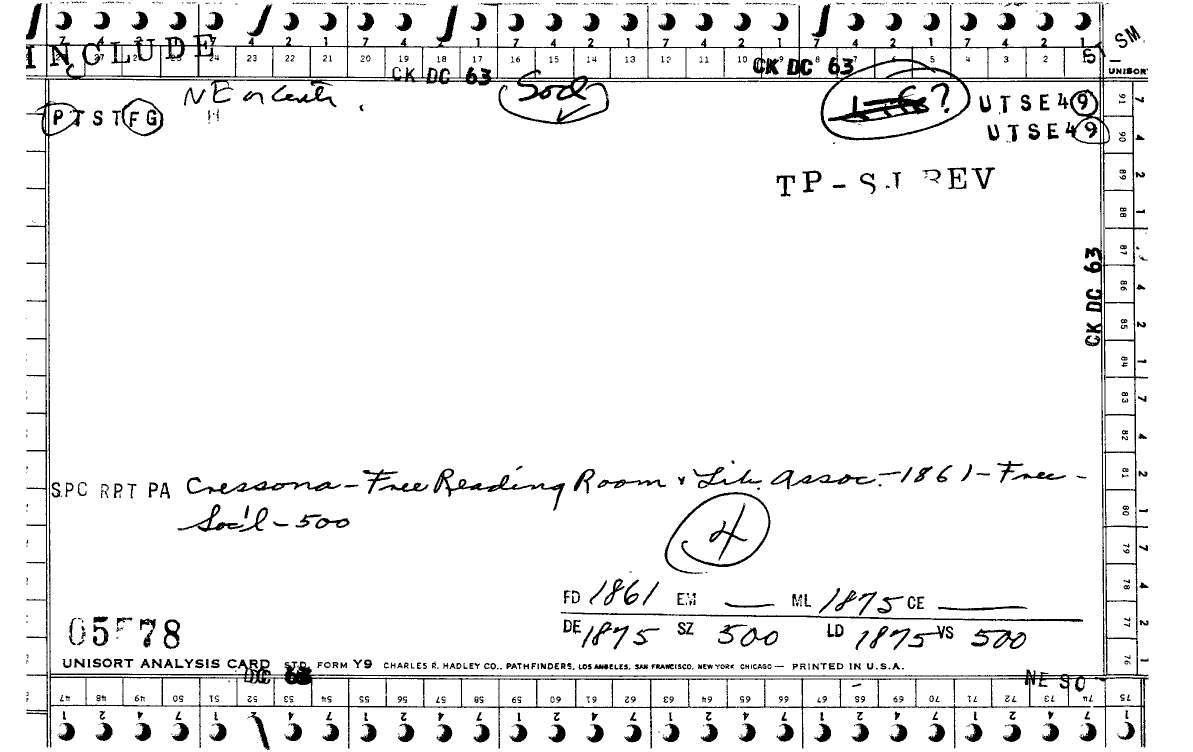 INCLUDE
SM
7 4 2 1 7 4 2 1 7 4 2 1 7 4 2 1 7 4 2 1
24 23 22 21 20 19 18 17 16 15 14 13 12 11 10 9 8 7 6 5 4 3 2
CK DC 63 CK DC 63 UNISORT
PTSTFG NE or Centr. Socl ? UTSE49
UTSE49
TP-SJ REV
CK DC 63
SPC RPT PA Cressona-Free Reading Room & Lib. Assoc.-1861-Free-
Soc'l-500
4
FD 1861 EM — ML 1875 CE —
DE 1875 SZ 500 LD 1875 VS 500
05578
UNISORT ANALYSIS CARD STD. FORM Y9 CHARLES R. HADLEY CO., PATHFINDERS, LOS ANGELES, SAN FRANCISCO, NEW YORK CHICAGO — PRINTED IN U.S.A.
DC 63 NE SO
47 48 49 50 51 52 53 54 55 56 57 58 59 60 61 62 63 64 65 66 67 68 69 70 71 72 73 74 75
1 2 4 7 1 2 4 7 1 2 4 7 1 2 4 7 1 2 4 7 1 2 4 7 1
91 90 89 88 87 86 85 84 83 82 81 80 79 78 77 76
7 4 2 1 4 2 1 7 4 2 1 7 4 2 1